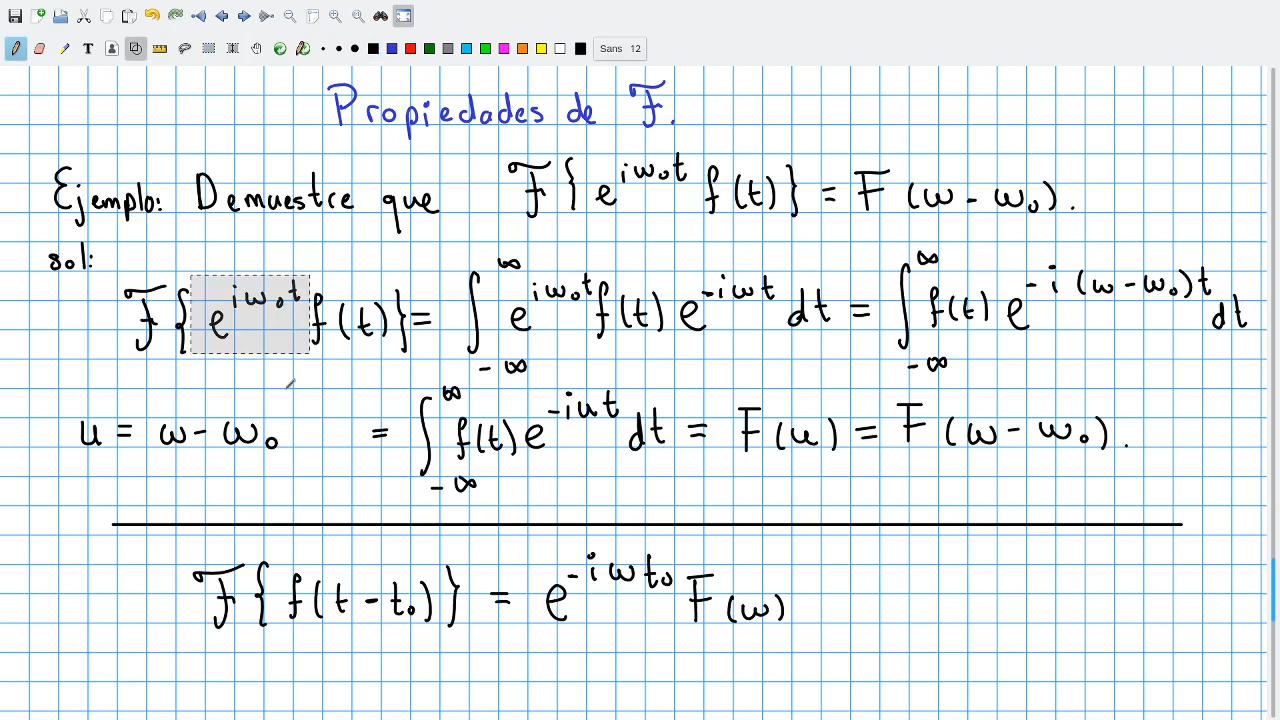 Sans 12
Propiedades de ℱ.
Ejemplo: Demuestre que ℱ{e^{iω₀t} f(t)} = F(ω - ω₀).
sol:
ℱ{e^{iω₀t} f(t)} = ∫_{-∞}^{∞} e^{iω₀t} f(t) e^{-iωt} dt = ∫_{-∞}^{∞} f(t) e^{-i(ω-ω₀)t} dt
u = ω - ω₀ = ∫_{-∞}^{∞} f(t) e^{-iut} dt = F(u) = F(ω - ω₀).
ℱ{f(t - t₀)} = e^{-iωt₀} F(ω)